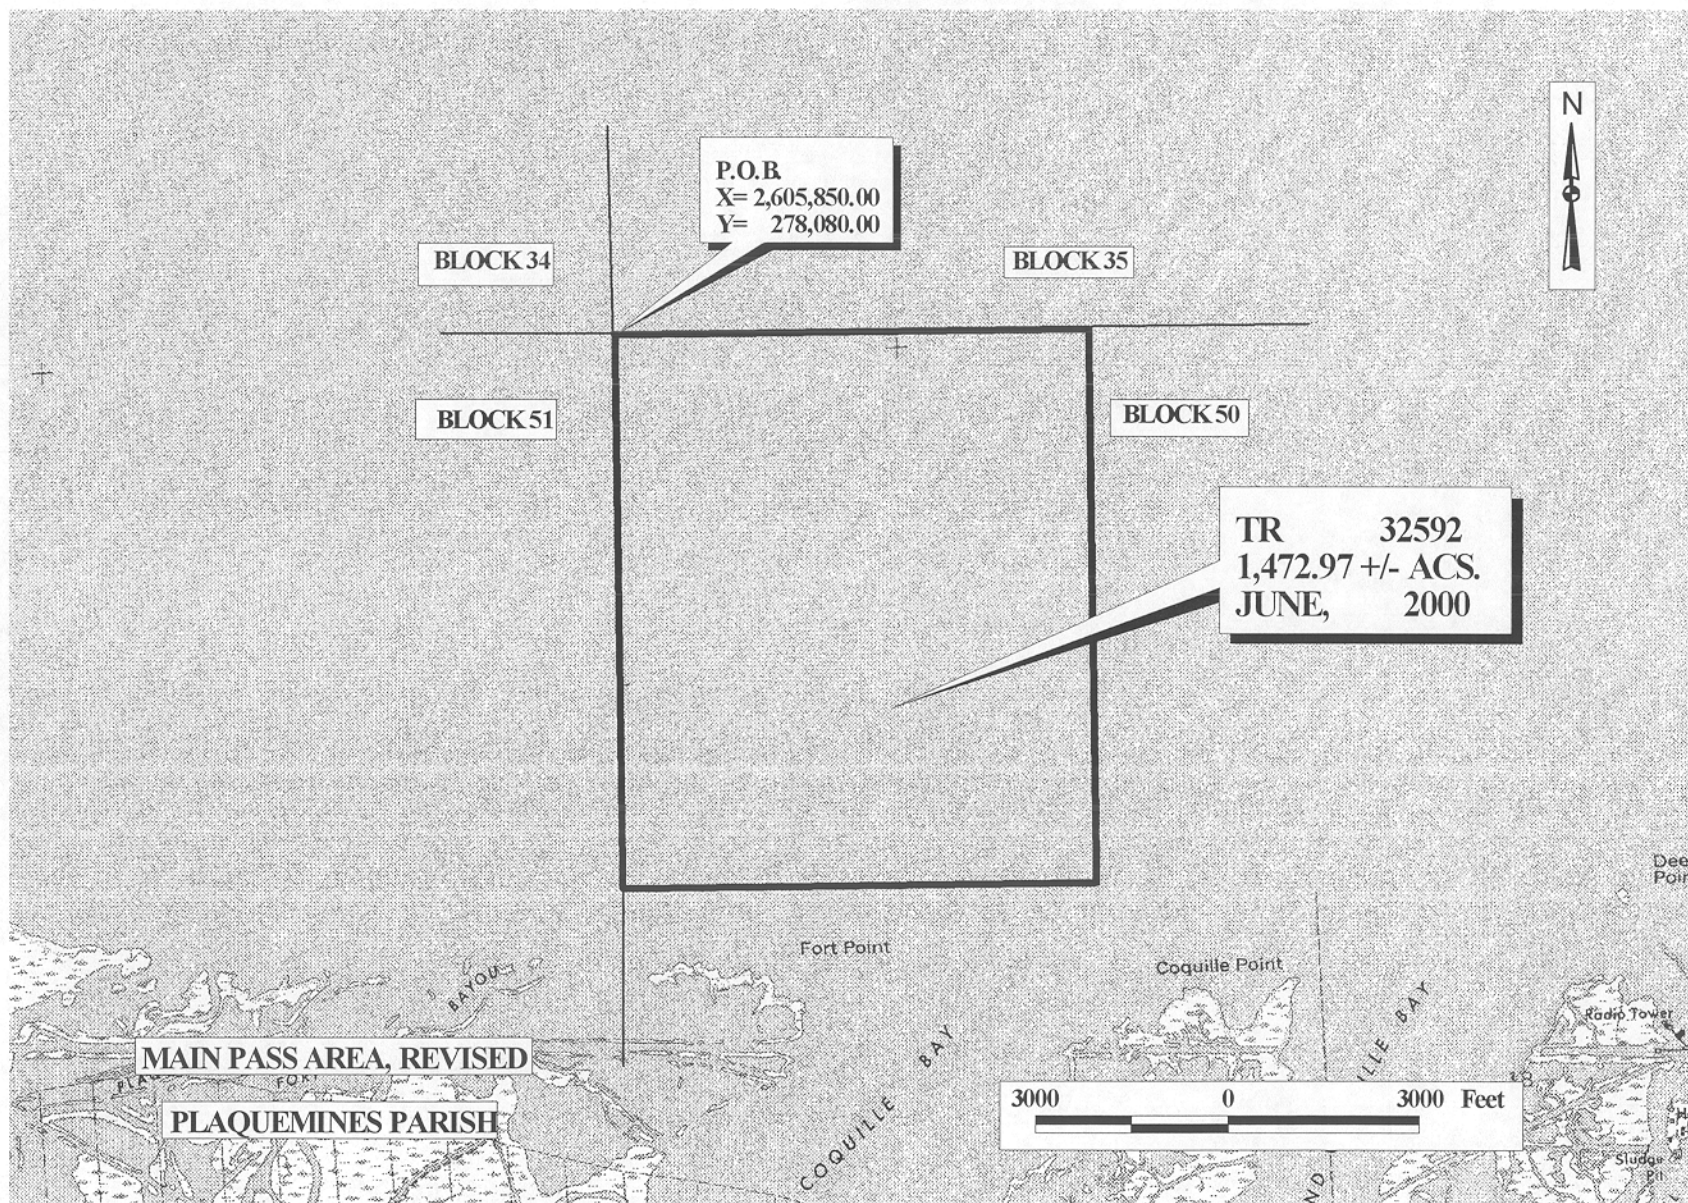 N
P.O.B.
X= 2,605,850.00
Y= 278,080.00
BLOCK 34
BLOCK 35
BLOCK 51
BLOCK 50
TR 32592
1,472.97 +/- ACS.
JUNE, 2000
Fort Point
Coquille Point
BAYOU
COQUILLE BAY
BAY
Radio Tower
MAIN PASS AREA, REVISED
FORT
PLAQUEMINES PARISH
3000 0 3000 Feet
Sludge
Pit